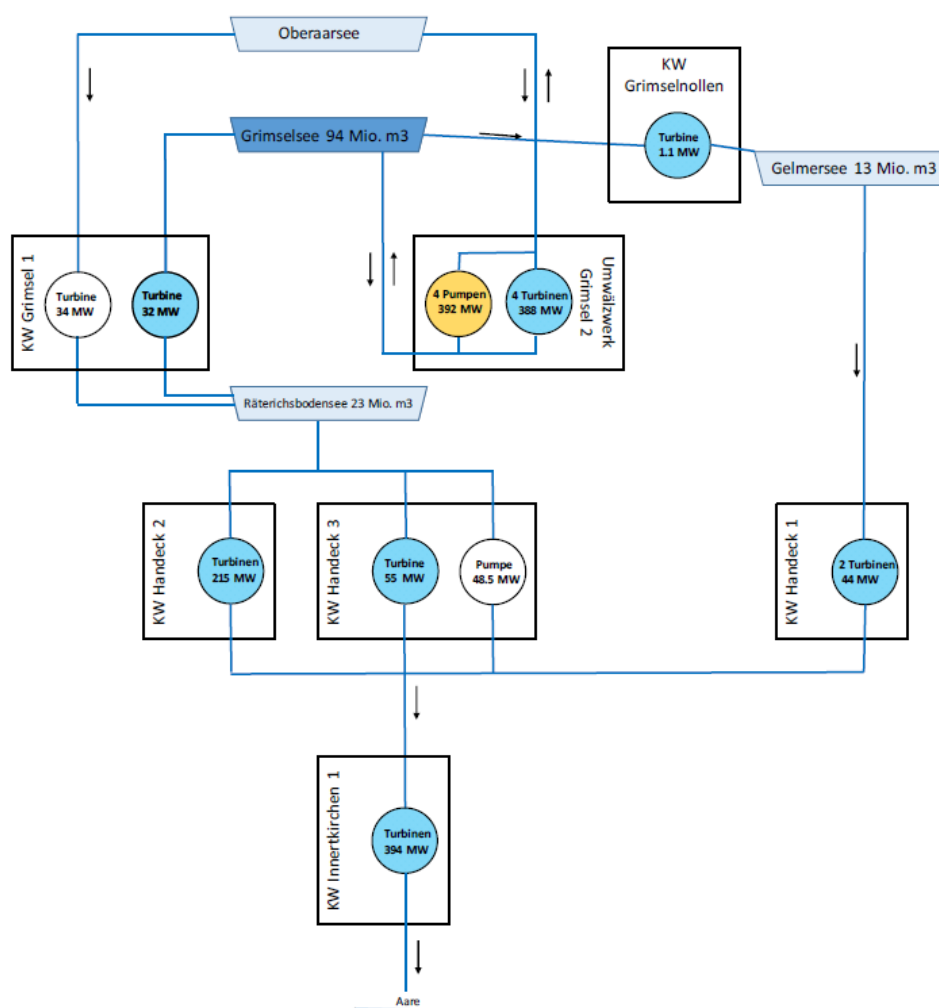 Oberaarsee
KW
Grimselnollen
Grimselsee 94 Mio. m3
Turbine
1.1 MW
Gelmersee 13 Mio. m3
KW Grimsel 1
Turbine
34 MW
Turbine
32 MW
4 Pumpen
392 MW
4 Turbinen
388 MW
Umwälzwerk
Grimsel 2
Räterichsbodensee 23 Mio. m3
KW Handeck 2
Turbinen
215 MW
KW Handeck 3
Turbine
55 MW
Pumpe
48.5 MW
KW Handeck 1
2 Turbinen
44 MW
KW Innertkirchen 1
Turbinen
394 MW
Aare